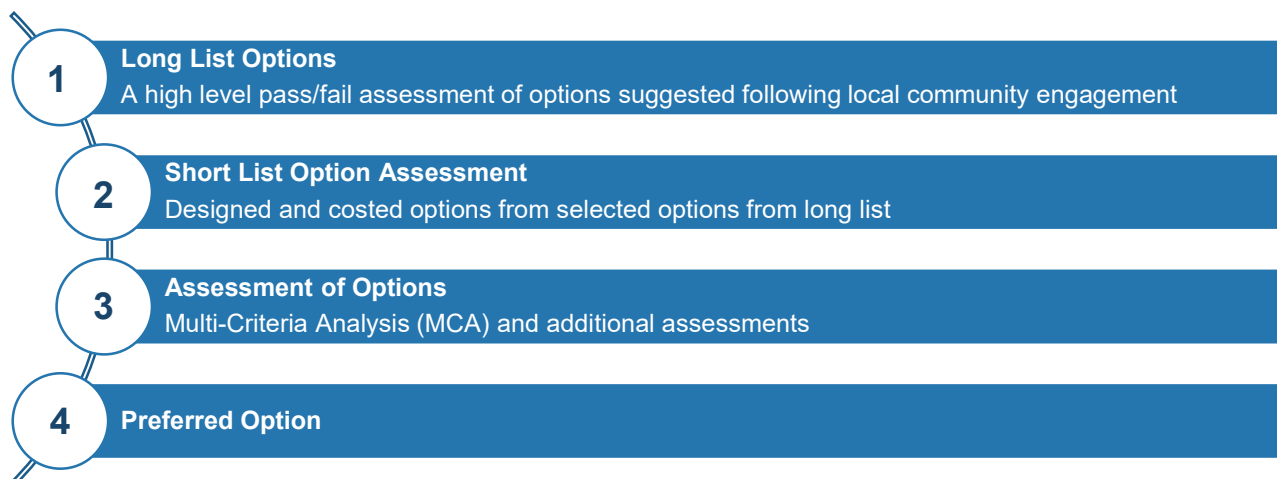 1
Long List Options
A high level pass/fail assessment of options suggested following local community engagement
2
Short List Option Assessment
Designed and costed options from selected options from long list
3
Assessment of Options
Multi-Criteria Analysis (MCA) and additional assessments
4
Preferred Option